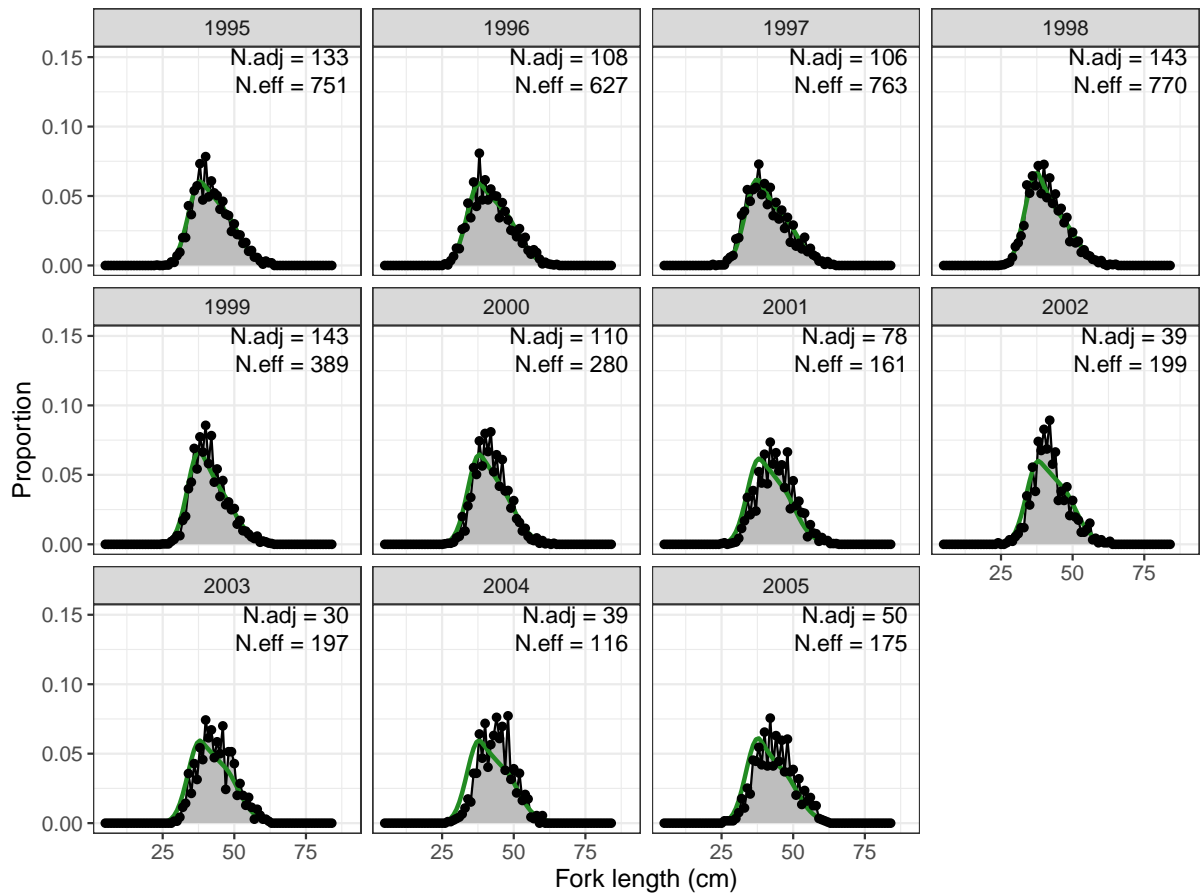 1995
1996
1997
1998
N.adj = 133
N.eff = 751
N.adj = 108
N.eff = 627
N.adj = 106
N.eff = 763
N.adj = 143
N.eff = 770
0.15
0.10
0.05
0.00
1999
2000
2001
2002
N.adj = 143
N.eff = 389
N.adj = 110
N.eff = 280
N.adj = 78
N.eff = 161
N.adj = 39
N.eff = 199
0.15
0.10
0.05
0.00
Proportion
25 50 75
2003
2004
2005
N.adj = 30
N.eff = 197
N.adj = 39
N.eff = 116
N.adj = 50
N.eff = 175
0.15
0.10
0.05
0.00
25 50 75
25 50 75
25 50 75
Fork length (cm)